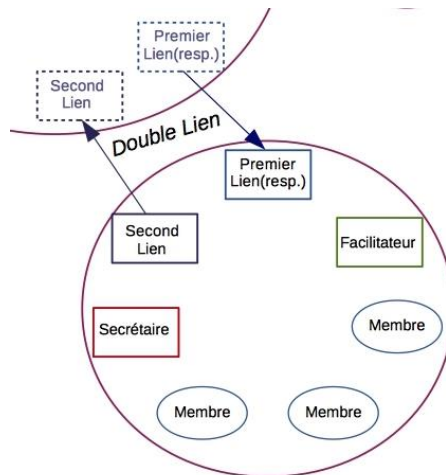 Premier
Lien(resp.)
Second
Lien
Double Lien
Premier
Lien(resp.)
Second
Lien
Facilitateur
Secrétaire
Membre
Membre
Membre